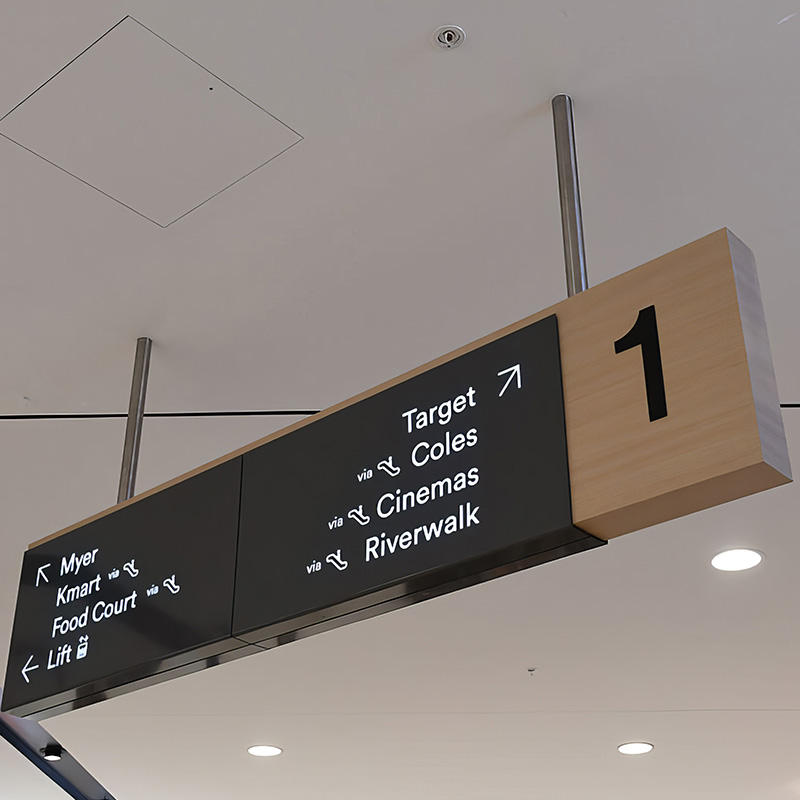 Myer
Kmart via
Food Court via
Lift
Target
via Coles
via Cinemas
via Riverwalk
1